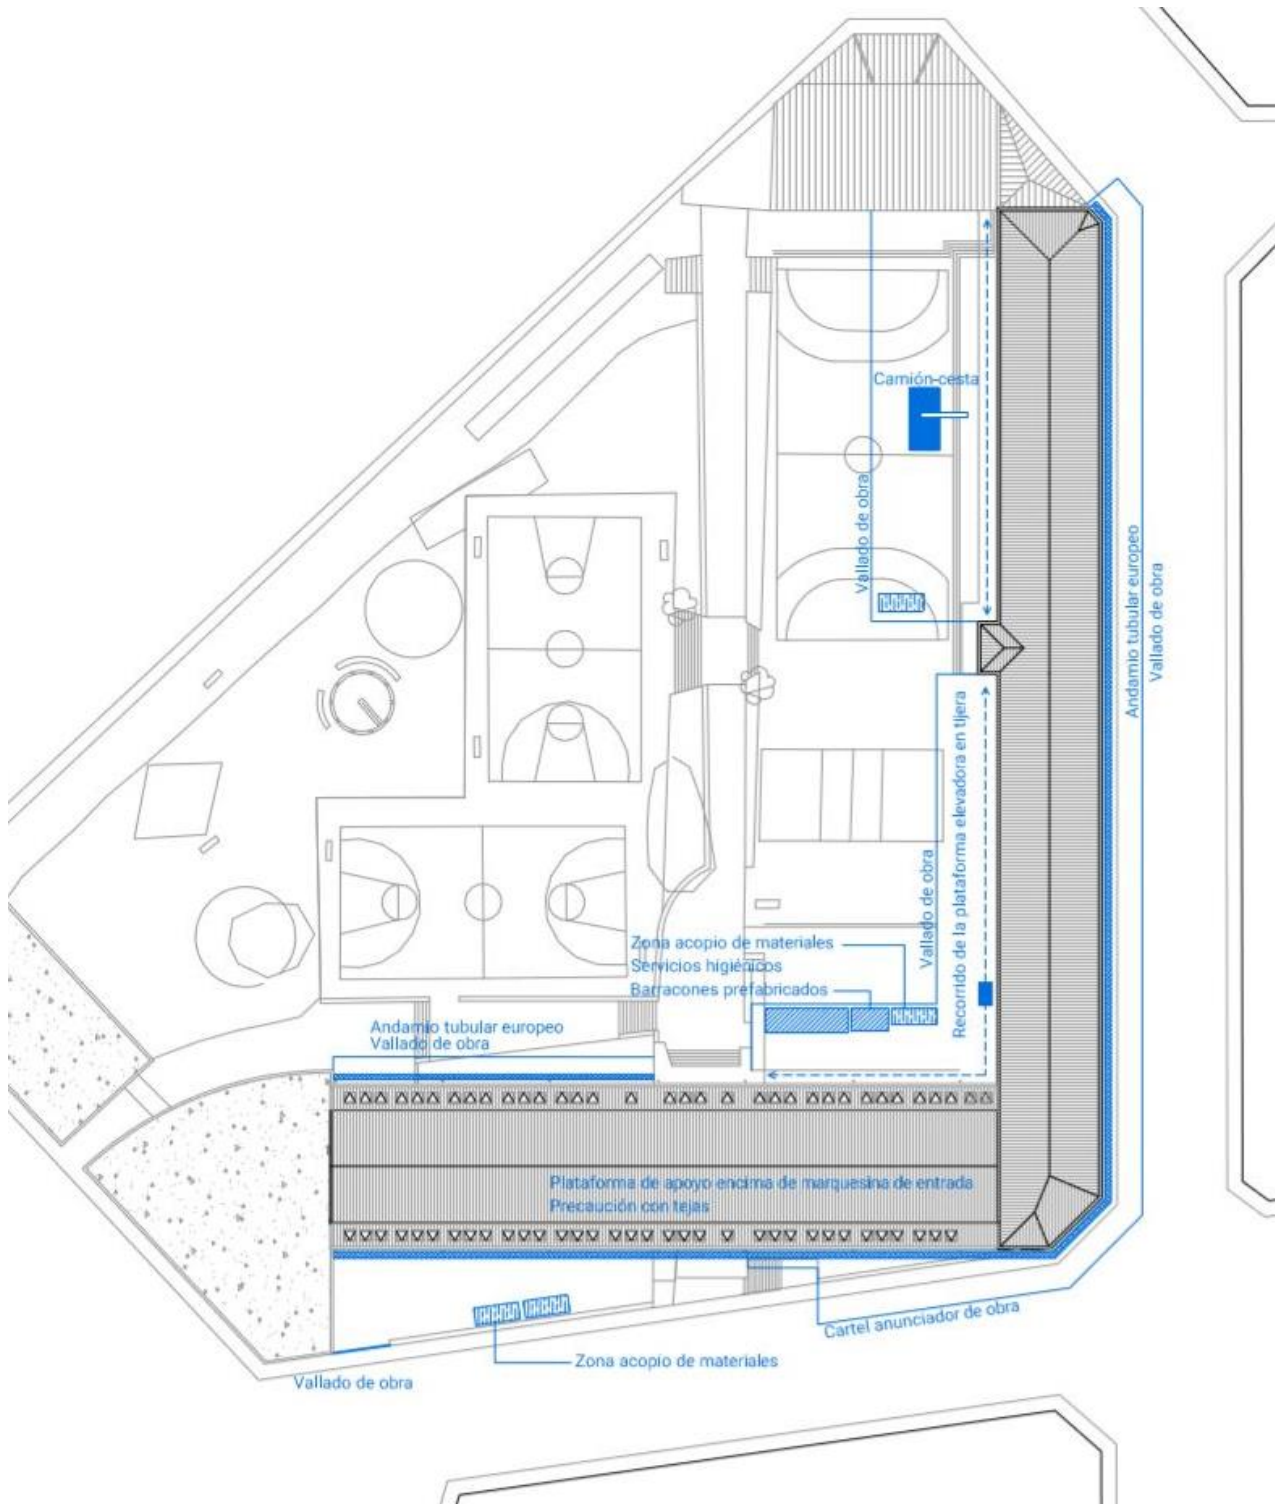 Camión-cesta
Vallado de obra
Andamio tubular europeo
Vallado de obra
Recorrido de la plataforma elevadora en tijera
Vallado de obra
Zona acopio de materiales
Servicios higiénicos
Barracones prefabricados
Andamio tubular europeo
Vallado de obra
Plataforma de apoyo encima de marquesina de entrada
Precaución con tejas
Cartel anunciador de obra
Zona acopio de materiales
Vallado de obra